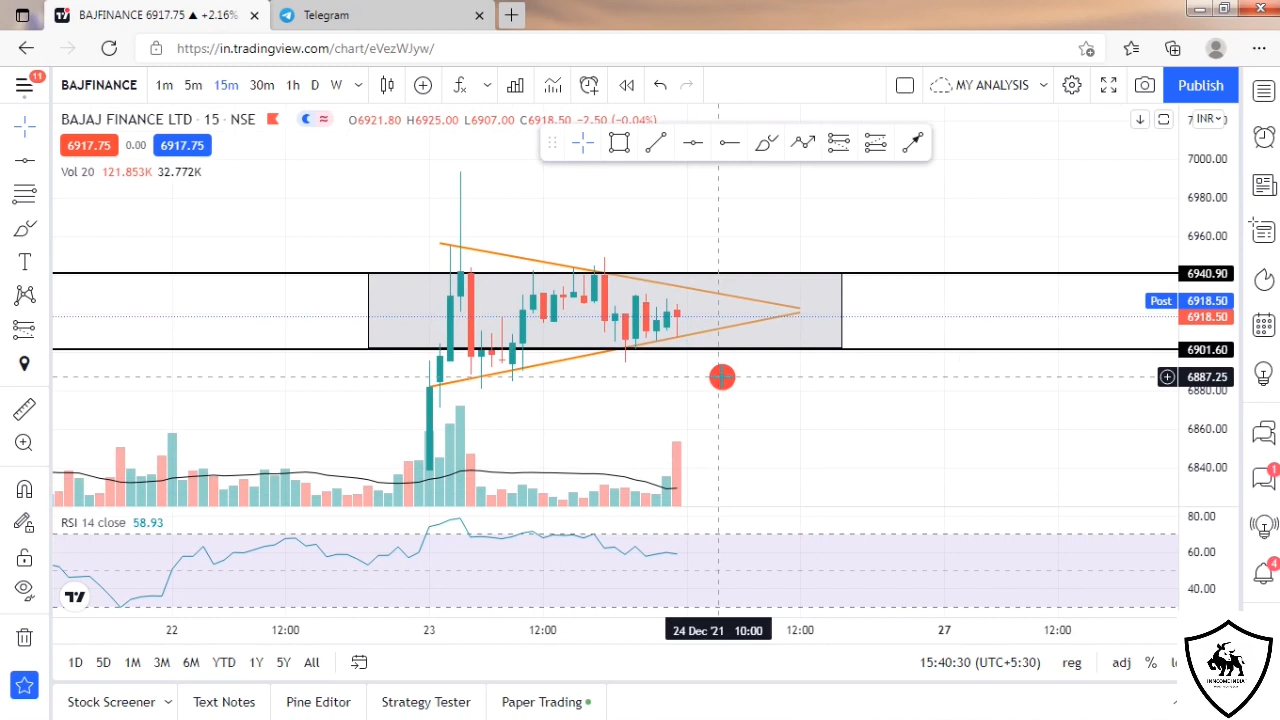 BAJFINANCE 6917.75 ▲ +2.16%
Telegram
https://in.tradingview.com/chart/eVezWJyw/
11
BAJFINANCE
1m 5m 15m 30m 1h D W
MY ANALYSIS
Publish
BAJAJ FINANCE LTD · 15 · NSE
O6921.80 H6925.00 L6907.00 C6918.50 −2.50 (−0.04%)
INR
6917.75 0.00 6917.75
Vol 20 121.853K 32.772K
7000.00
6980.00
6960.00
6940.90
Post 6918.50
6918.50
6901.60
6887.25
6880.00
6860.00
6840.00
RSI 14 close 58.93
80.00
60.00
40.00
1
4
22 12:00 23 12:00 24 Dec '21 10:00 12:00 27 12:00
1D 5D 1M 3M 6M YTD 1Y 5Y All
15:40:30 (UTC+5:30) reg adj %
INNCOMEINDIA
Stock Screener Text Notes Pine Editor Strategy Tester Paper Trading